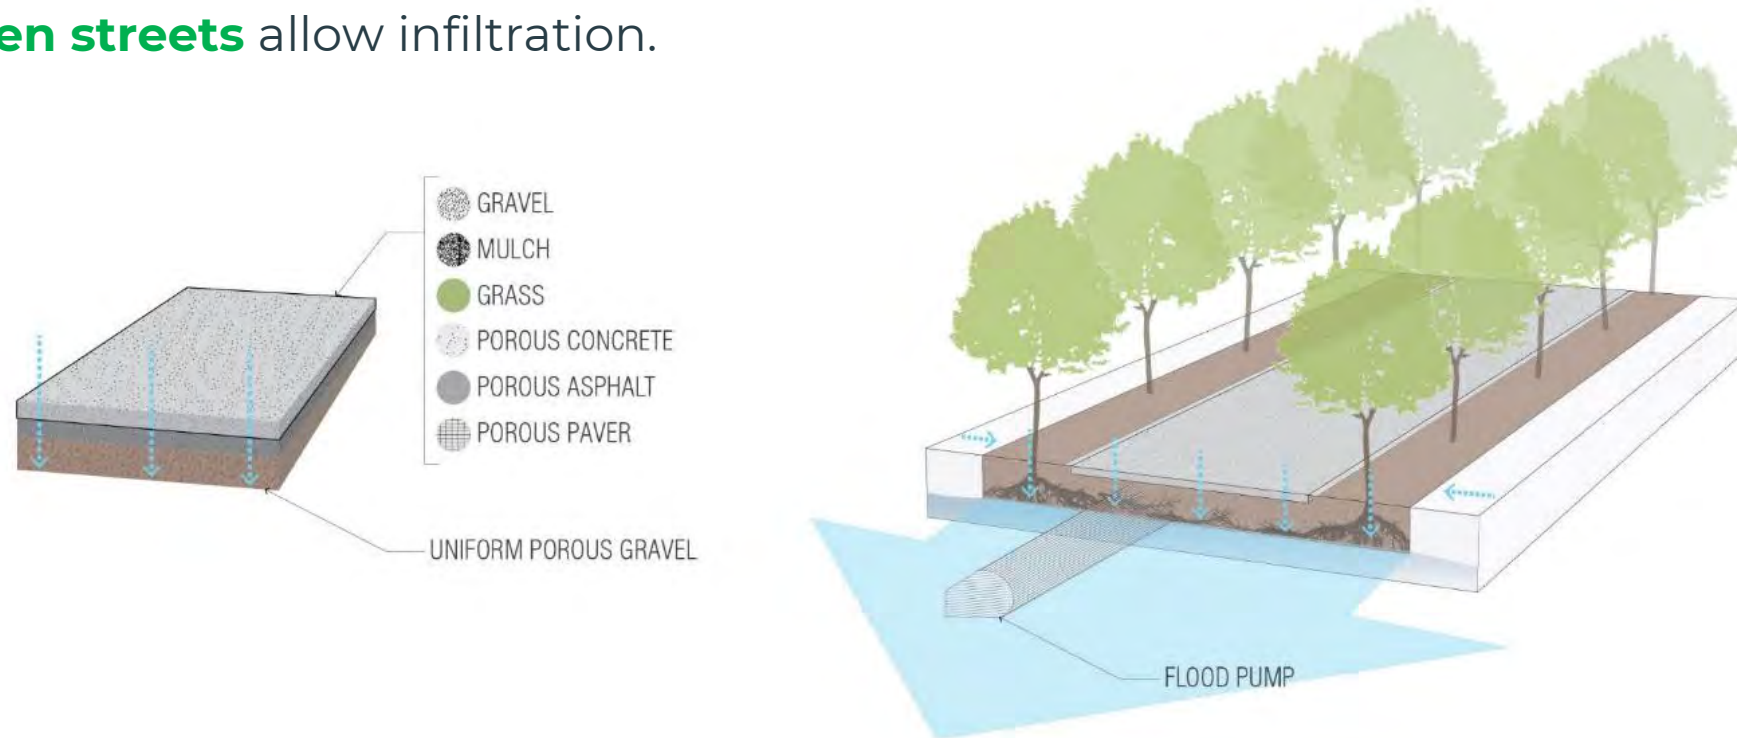 en streets allow infiltration.
GRAVEL
MULCH
GRASS
POROUS CONCRETE
POROUS ASPHALT
POROUS PAVER
UNIFORM POROUS GRAVEL
FLOOD PUMP